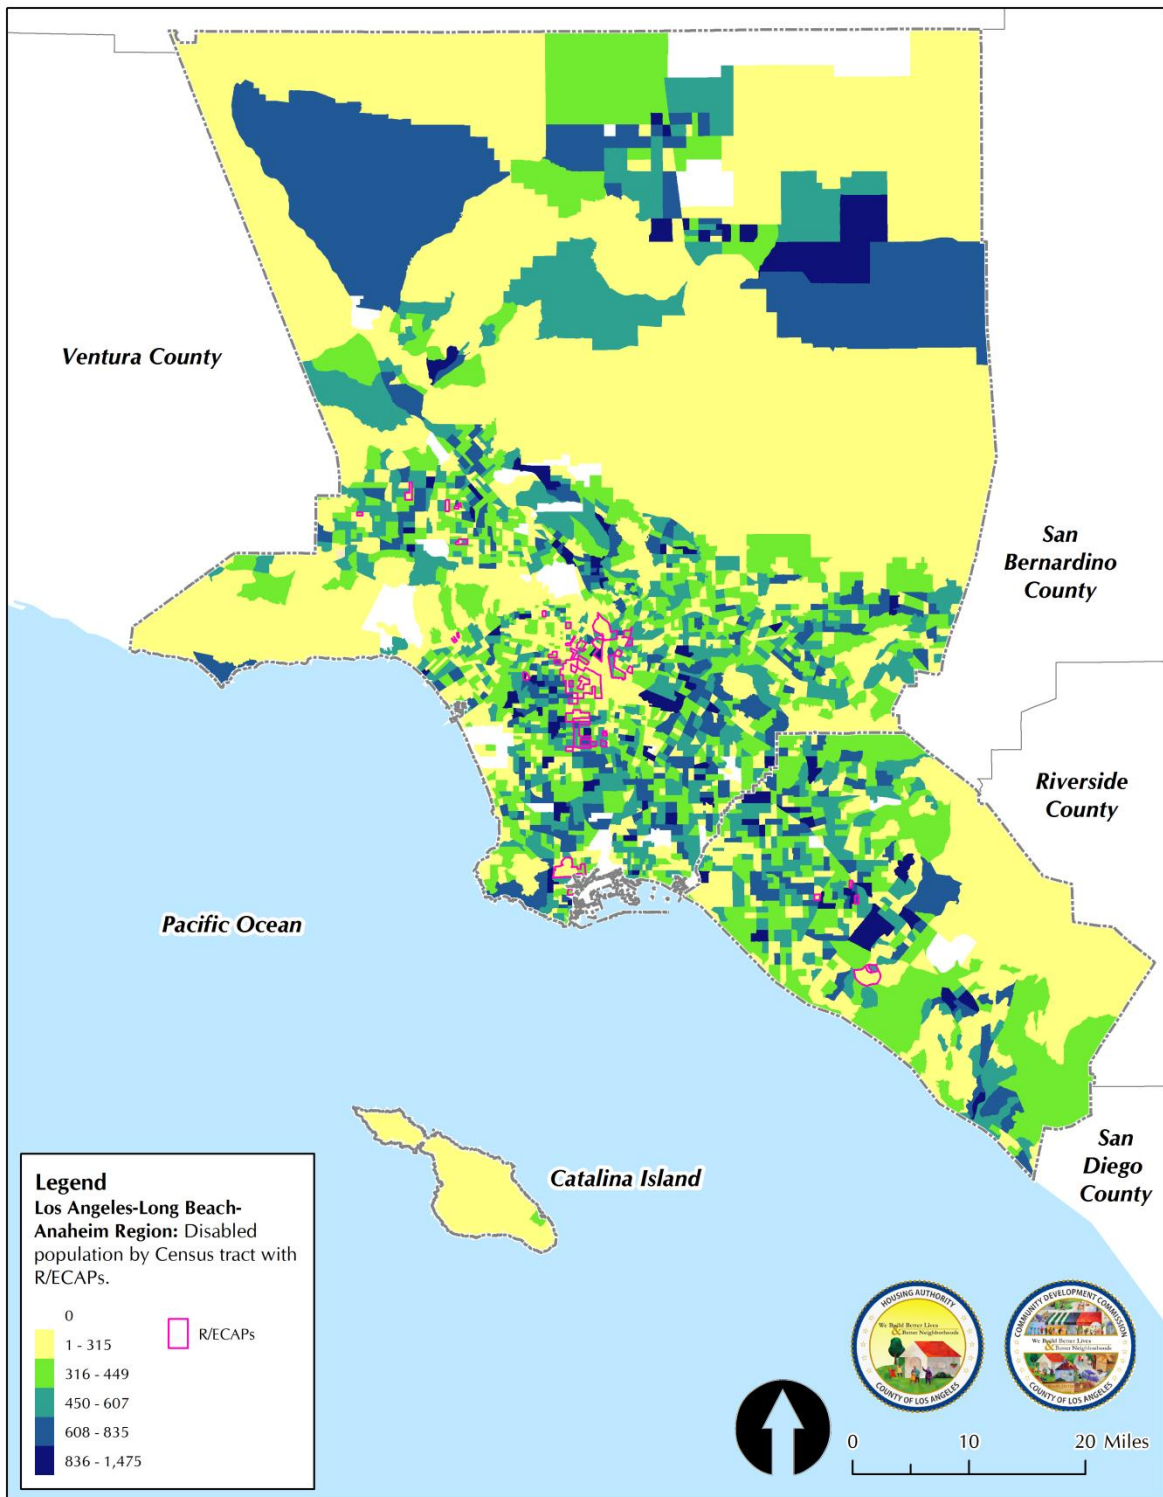 Ventura County
San
Bernardino
County
Riverside
County
Pacific Ocean
Catalina Island
San
Diego
County
Legend
Los Angeles-Long Beach-
Anaheim Region: Disabled
population by Census tract with
R/ECAPs.
0
1 - 315
316 - 449
450 - 607
608 - 835
836 - 1,475
R/ECAPs
HOUSING AUTHORITY
We Build Better Lives
& Better Neighborhoods
COUNTY OF LOS ANGELES
COMMUNITY DEVELOPMENT COMMISSION
We Build Better Lives
& Better Neighborhoods
COUNTY OF LOS ANGELES
0 10 20 Miles